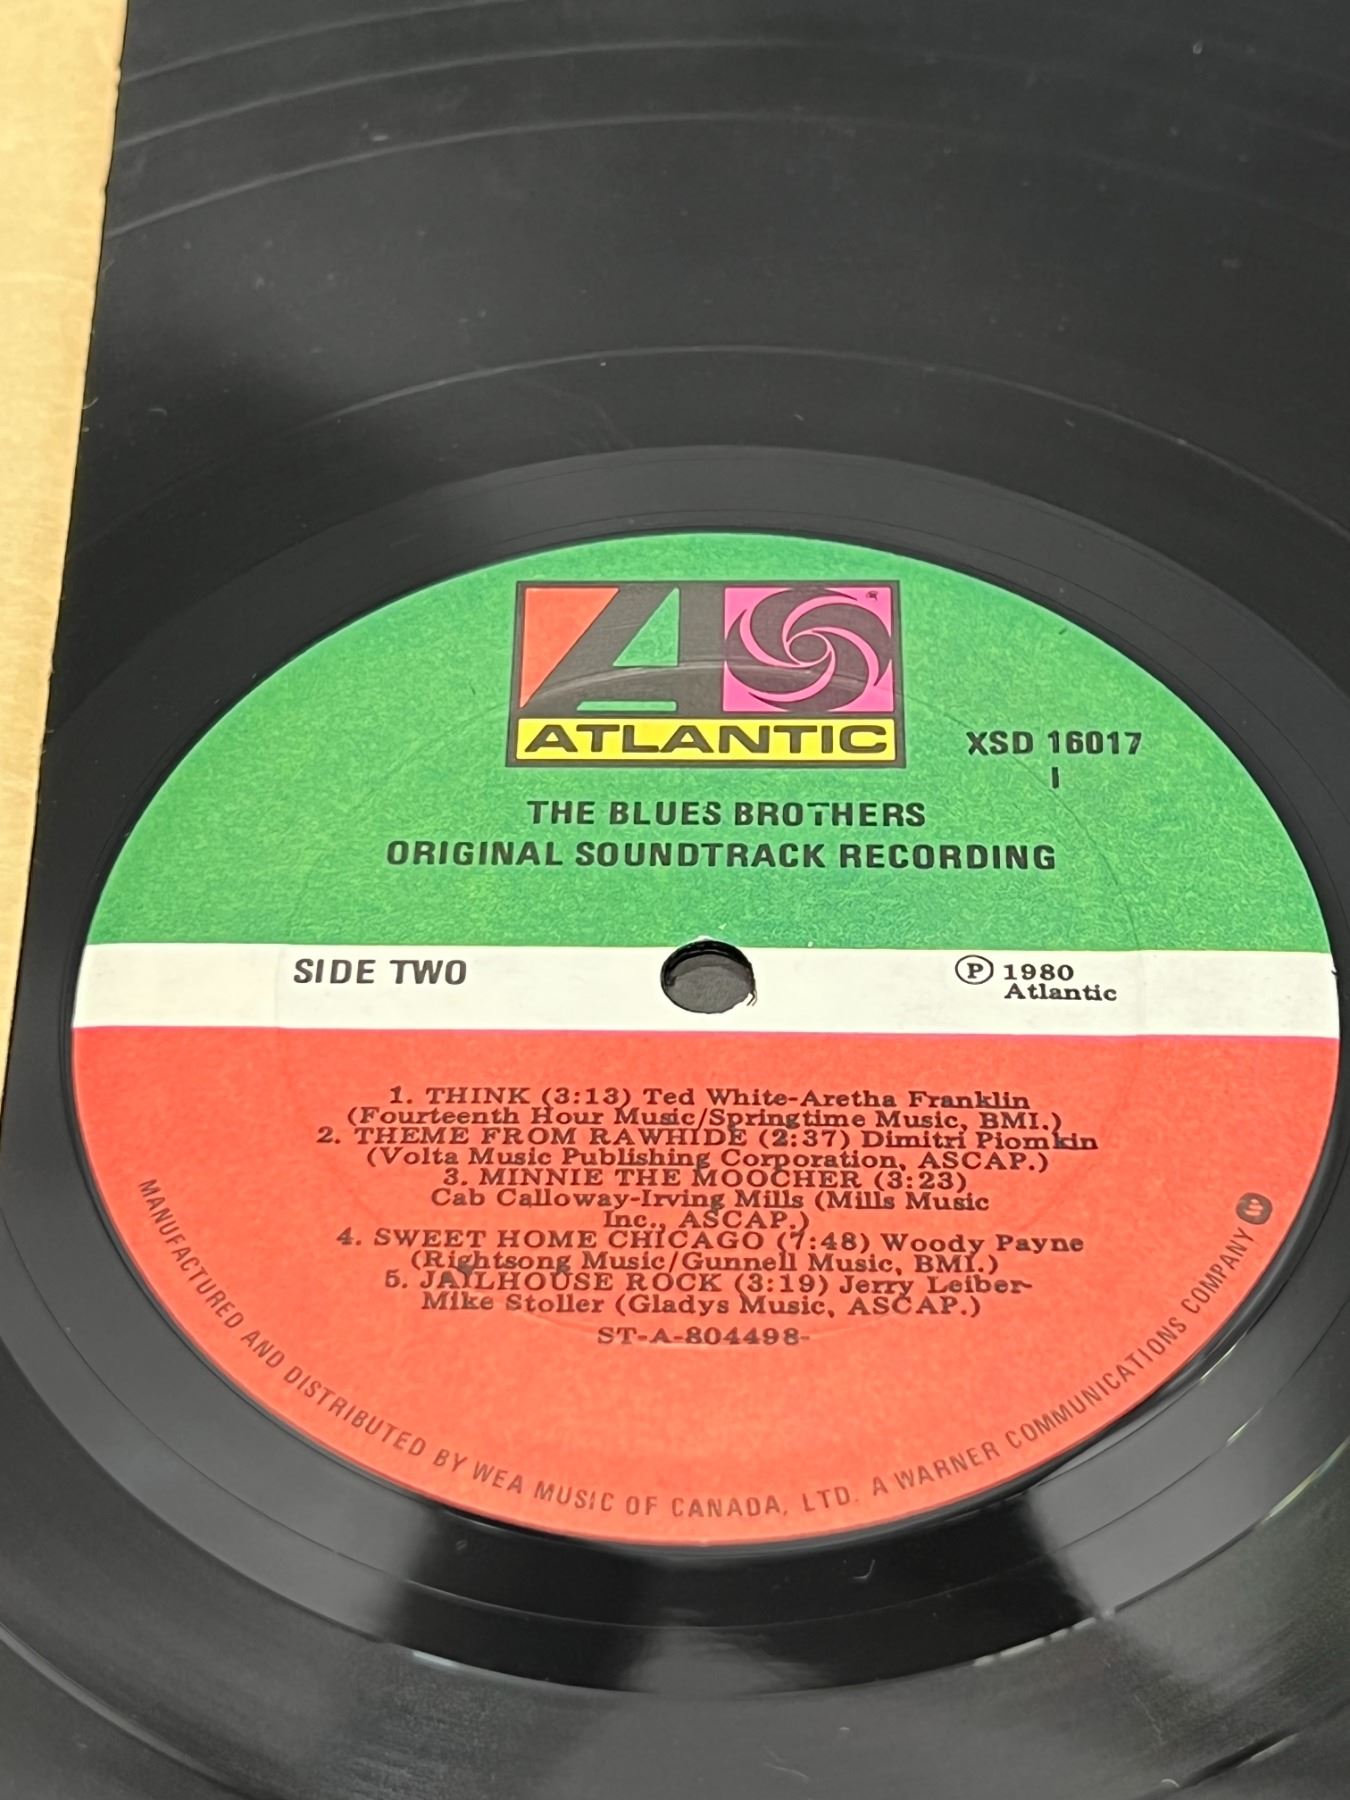 ATLANTIC
XSD 16017
1
THE BLUES BROTHERS
ORIGINAL SOUNDTRACK RECORDING
SIDE TWO
Ⓟ 1980
Atlantic
1. THINK (3:13) Ted White-Aretha Franklin
(Fourteenth Hour Music/Springtime Music, BMI.)
2. THEME FROM RAWHIDE (2:37) Dimitri Piomkin
(Volta Music Publishing Corporation, ASCAP.)
3. MINNIE THE MOOCHER (3:23)
Cab Calloway-Irving Mills (Mills Music
Inc., ASCAP.)
4. SWEET HOME CHICAGO (7:48) Woody Payne
(Rightsong Music/Gunnell Music, BMI.)
5. JAILHOUSE ROCK (3:19) Jerry Leiber-
Mike Stoller (Gladys Music, ASCAP.)
ST-A-804498-
MANUFACTURED AND DISTRIBUTED BY WEA MUSIC OF CANADA, LTD. A WARNER COMMUNICATIONS COMPANY